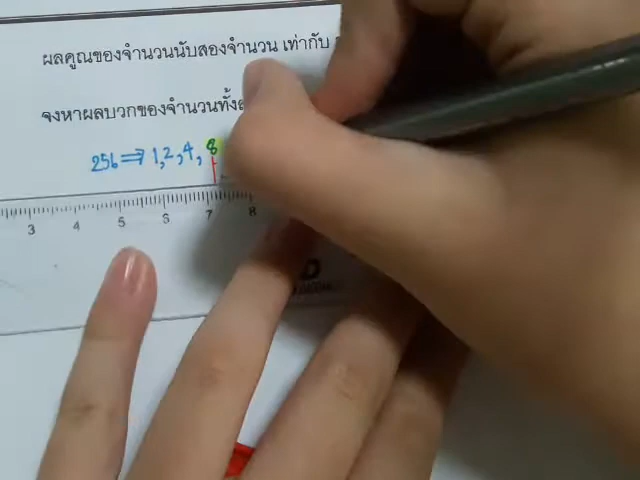 ผลคูณของจำนวนนับสองจำนวน เท่ากับ
จงหาผลบวกของจำนวนทั้ง
256 ⇒ 1, 2, 4, 8
3 4 5 6 7 8